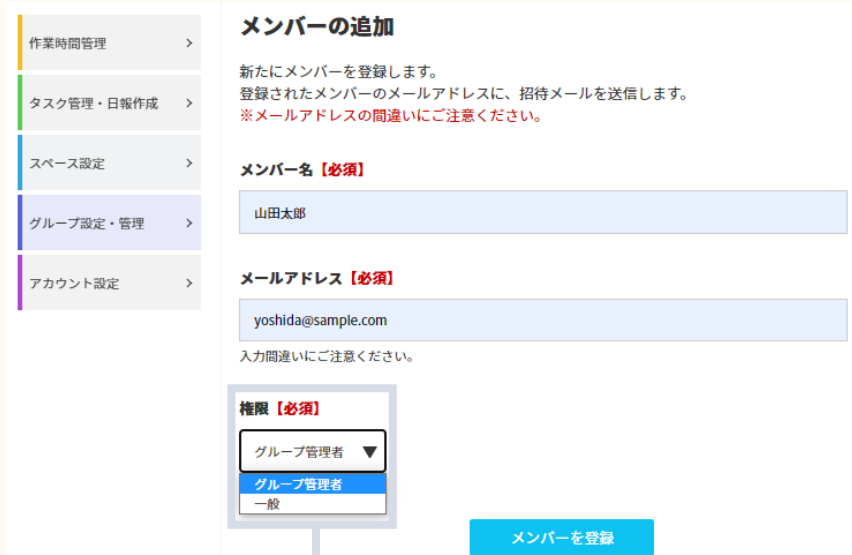 作業時間管理
タスク管理・日報作成
スペース設定
グループ設定・管理
アカウント設定
メンバーの追加
新たにメンバーを登録します。
登録されたメンバーのメールアドレスに、招待メールを送信します。
※メールアドレスの間違いにご注意ください。
メンバー名【必須】
山田太郎
メールアドレス【必須】
yoshida@sample.com
入力間違いにご注意ください。
権限【必須】
グループ管理者
グループ管理者
一般
メンバーを登録